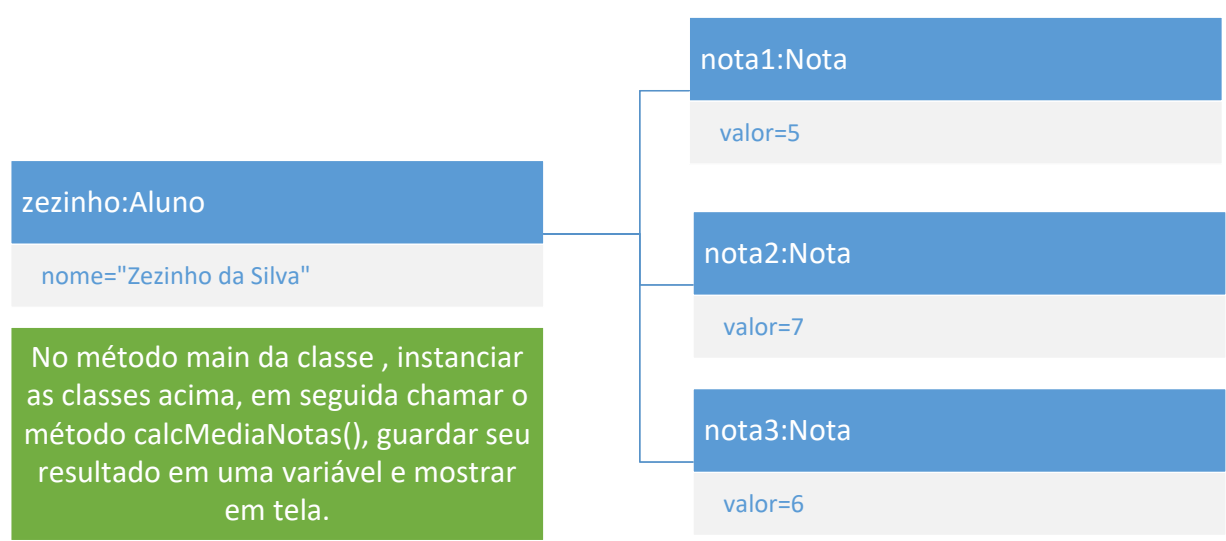 zezinho:Aluno
nome="Zezinho da Silva"
No método main da classe , instanciar
as classes acima, em seguida chamar o
método calcMediaNotas(), guardar seu
resultado em uma variável e mostrar
em tela.
nota1:Nota
valor=5
nota2:Nota
valor=7
nota3:Nota
valor=6